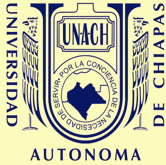 UNIVERSIDAD
AUTONOMA
DE CHIAPAS
UNACH
POR LA CONCIENCIA DE LA NECESIDAD DE SERVIR